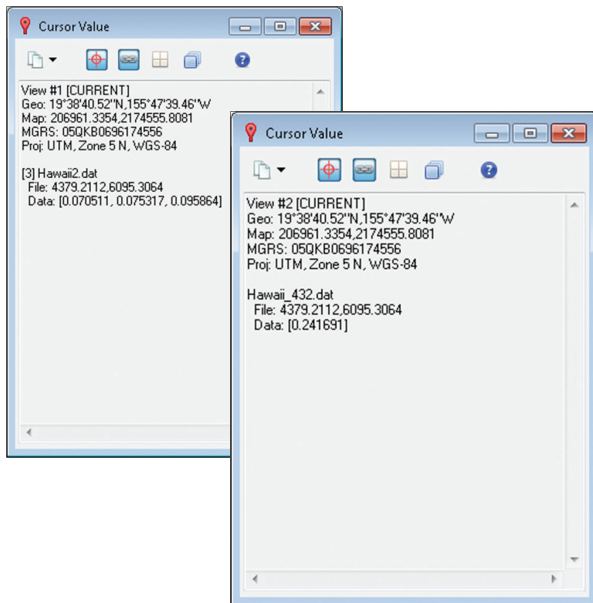 Cursor Value
View #1 [CURRENT]
Geo: 19°38'40.52"N,155°47'39.46"W
Map: 206961.3354,2174555.8081
MGRS: 05QKB0696174556
Proj: UTM, Zone 5 N, WGS-84
[3] Hawaii2.dat
File: 4379.2112,6095.3064
Data: [0.070511, 0.075317, 0.095864]
Cursor Value
View #2 [CURRENT]
Geo: 19°38'40.52"N,155°47'39.46"W
Map: 206961.3354,2174555.8081
MGRS: 05QKB0696174556
Proj: UTM, Zone 5 N, WGS-84
Hawaii_432.dat
File: 4379.2112,6095.3064
Data: [0.241691]